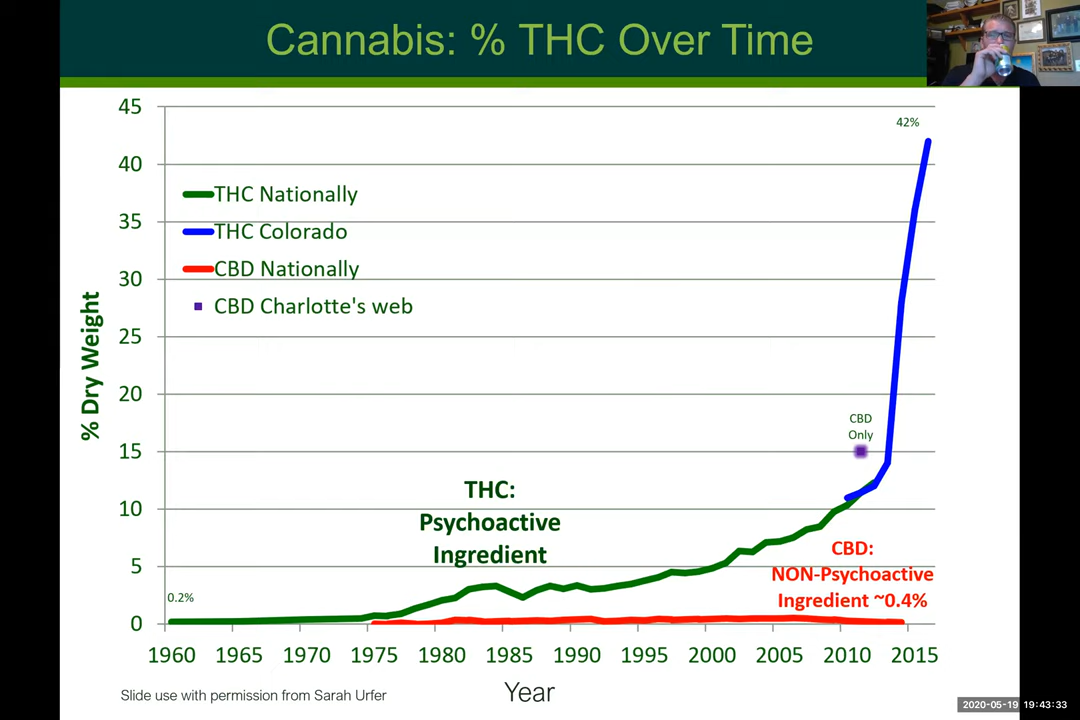 Cannabis: % THC Over Time
45
40
35
30
25
20
15
10
5
0
% Dry Weight
THC Nationally
THC Colorado
CBD Nationally
CBD Charlotte's web
42%
CBD
Only
THC:
Psychoactive
Ingredient
CBD:
NON-Psychoactive
Ingredient ~0.4%
0.2%
1960 1965 1970 1975 1980 1985 1990 1995 2000 2005 2010 2015
Year
Slide use with permission from Sarah Urfer
2020-05-19 19:43:33